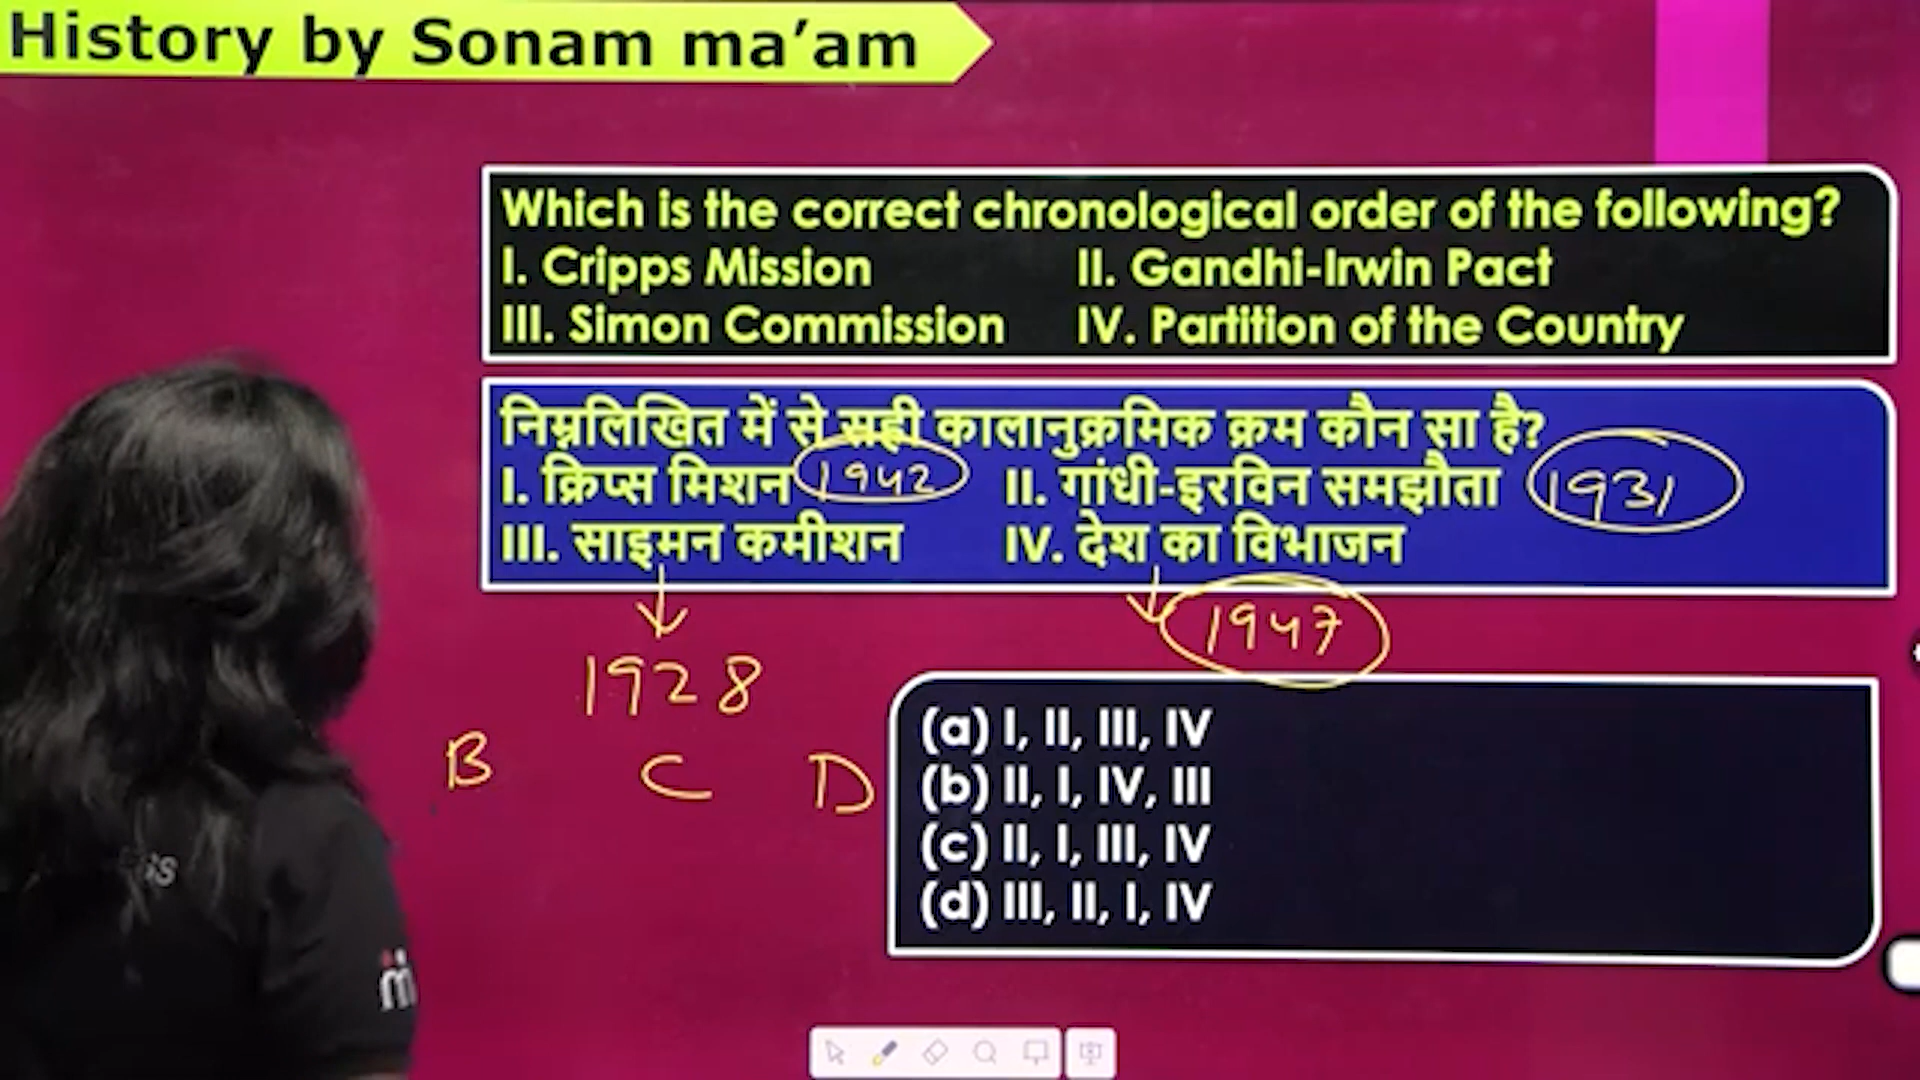 History by Sonam ma’am
Which is the correct chronological order of the following?
I. Cripps Mission II. Gandhi-Irwin Pact
III. Simon Commission IV. Partition of the Country
निम्नलिखित में से सही कालानुक्रमिक क्रम कौन सा है?
I. क्रिप्स मिशन 1942 II. गांधी-इरविन समझौता 1931
III. साइमन कमीशन IV. देश का विभाजन
1928 1947
B C D
(a) I, II, III, IV
(b) II, I, IV, III
(c) II, I, III, IV
(d) III, II, I, IV